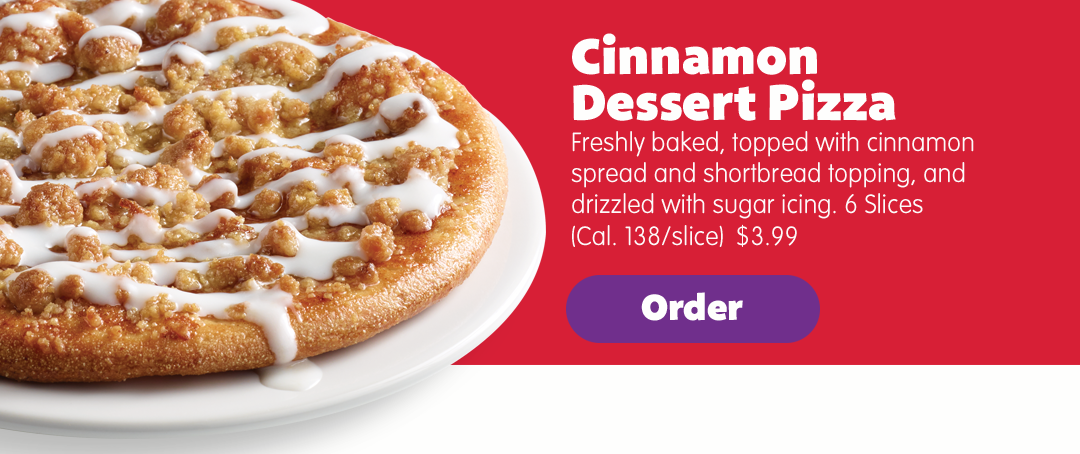 Cinnamon
Dessert Pizza
Freshly baked, topped with cinnamon
spread and shortbread topping, and
drizzled with sugar icing. 6 Slices
(Cal. 138/slice) $3.99
Order